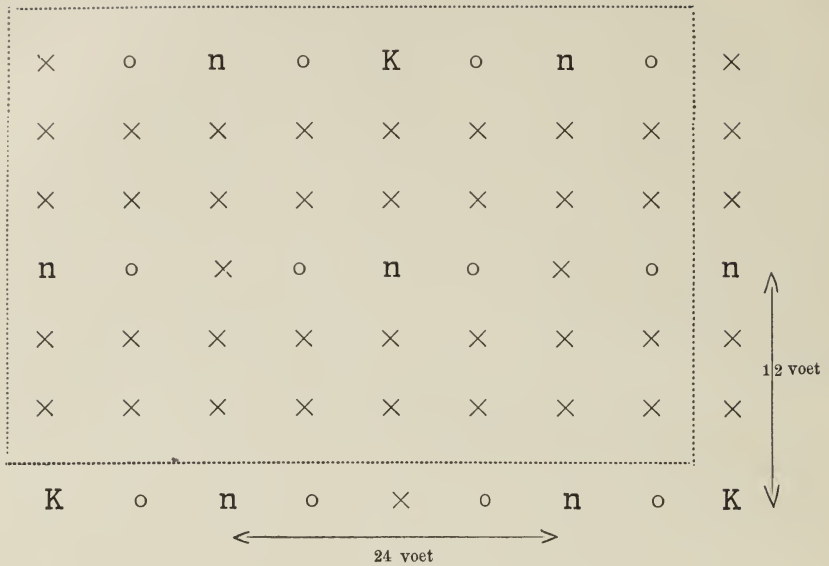 × o n o K o n o ×
× × × × × × × × ×
× × × × × × × × ×
n o × o n o × o n
× × × × × × × × ×
12 voet
× × × × × × × × ×
K o n o × o n o K
24 voet